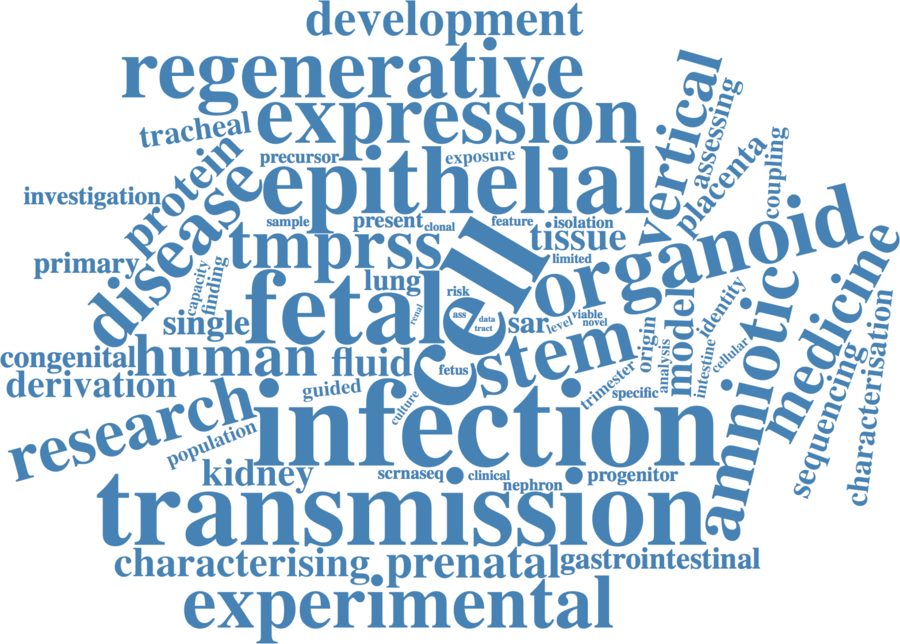 development
regenerative
expression
tracheal
vertical
assessing
protein
precursor
exposure
epithelial
placenta
coupling
investigation
disease
sample
present
clonal
feature
isolation
tmprss
cell
tissue
organoid
primary
limited
medicine
capacity
finding
lung
risk
fetal
renal
ass
data
tract
sar
level
viable
novel
single
model
identity
amniotic
origin
analysis
intestine
cellular
congenital
human
fluid
fetus
stem
derivation
guided
culture
trimester
specific
sequencing
characterisation
research
population
infection
kidney
scrnaseq
clinical
nephron
progenitor
transmission
characterising
prenatal
gastrointestinal
experimental